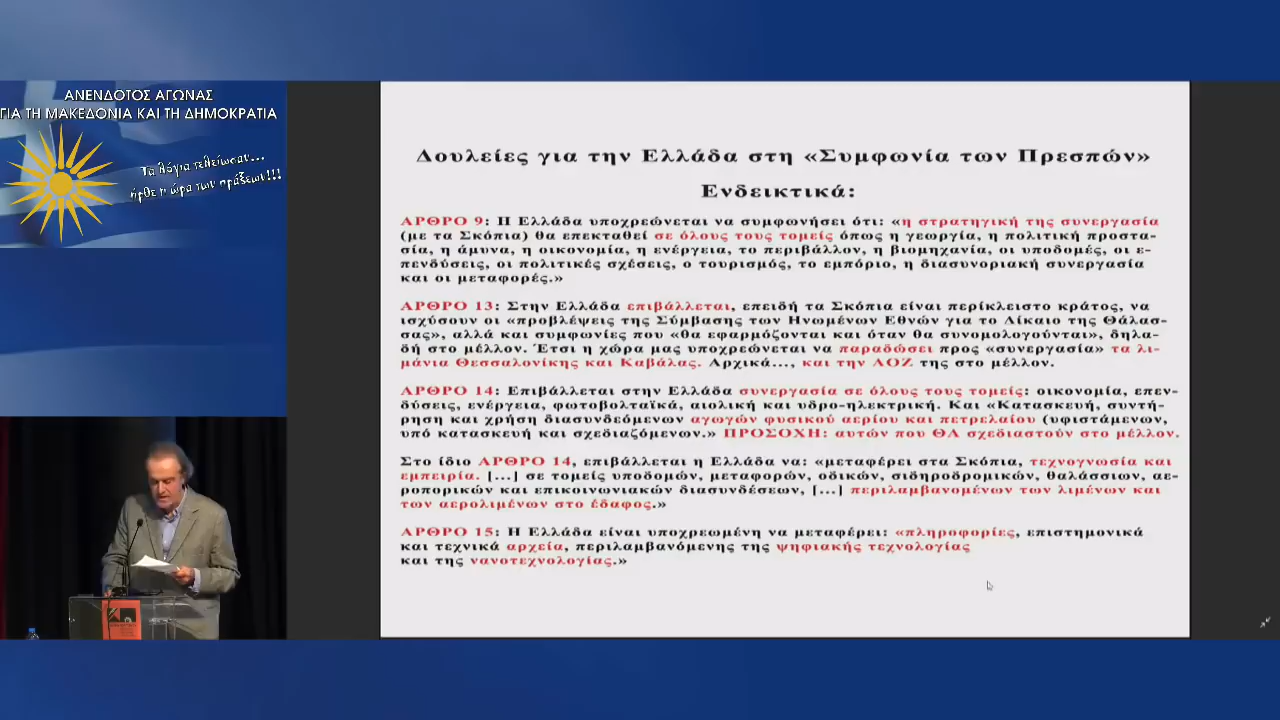 ΑΝΕΝΔΟΤΟΣ ΑΓΩΝΑΣ
ΓΙΑ ΤΗ ΜΑΚΕΔΟΝΙΑ ΚΑΙ ΤΗ ΔΗΜΟΚΡΑΤΙΑ
Τα λόγια τελείωσαν...
ήρθε η ώρα των πράξεων!!!
Δουλείες για την Ελλάδα στη «Συμφωνία των Πρεσπών»
Ενδεικτικά:
ΑΡΘΡΟ 9: Η Ελλάδα υποχρεώνεται να συμφωνήσει ότι: «η στρατηγική της συνεργασία
(με τα Σκόπια) θα επεκταθεί σε όλους τους τομείς όπως η γεωργία, η πολιτική προστα-
σία, η άμυνα, η οικονομία, η ενέργεια, το περιβάλλον, η βιομηχανία, οι υποδομές, οι ε-
πενδύσεις, οι πολιτικές σχέσεις, ο τουρισμός, το εμπόριο, η διασυνοριακή συνεργασία
και οι μεταφορές.»
ΑΡΘΡΟ 13: Στην Ελλάδα επιβάλλεται, επειδή τα Σκόπια είναι περίκλειστο κράτος, να
ισχύσουν οι «προβλέψεις της Σύμβασης των Ηνωμένων Εθνών για το Δίκαιο της Θάλασ-
σας», αλλά και συμφωνίες που «θα εφαρμόζονται και όταν θα συνομολογούνται», δηλα-
δή στο μέλλον. Έτσι η χώρα μας υποχρεώνεται να παραδώσει προς «συνεργασία» τα λι-
μάνια Θεσσαλονίκης και Καβάλας. Αρχικά..., και την ΑΟΖ της στο μέλλον.
ΑΡΘΡΟ 14: Επιβάλλεται στην Ελλάδα συνεργασία σε όλους τους τομείς: οικονομία, επεν-
δύσεις, ενέργεια, φωτοβολταϊκά, αιολική και υδρο-ηλεκτρική. Και «Κατασκευή, συντή-
ρηση και χρήση διασυνδεόμενων αγωγών φυσικού αερίου και πετρελαίου (υφιστάμενων,
υπό κατασκευή και σχεδιαζόμενων.» ΠΡΟΣΟΧΗ: αυτών που ΘΑ σχεδιαστούν στο μέλλον.
Στο ίδιο ΑΡΘΡΟ 14, επιβάλλεται η Ελλάδα να: «μεταφέρει στα Σκόπια, τεχνογνωσία και
εμπειρία. [...] σε τομείς υποδομών, μεταφορών, οδικών, σιδηροδρομικών, θαλάσσιων, αε-
ροπορικών και επικοινωνιακών διασυνδέσεων, [...] περιλαμβανομένων των λιμένων και
των αερολιμένων στο έδαφος.»
ΑΡΘΡΟ 15: Η Ελλάδα είναι υποχρεωμένη να μεταφέρει: «πληροφορίες, επιστημονικά
και τεχνικά αρχεία, περιλαμβανόμενης της ψηφιακής τεχνολογίας
και της νανοτεχνολογίας.»